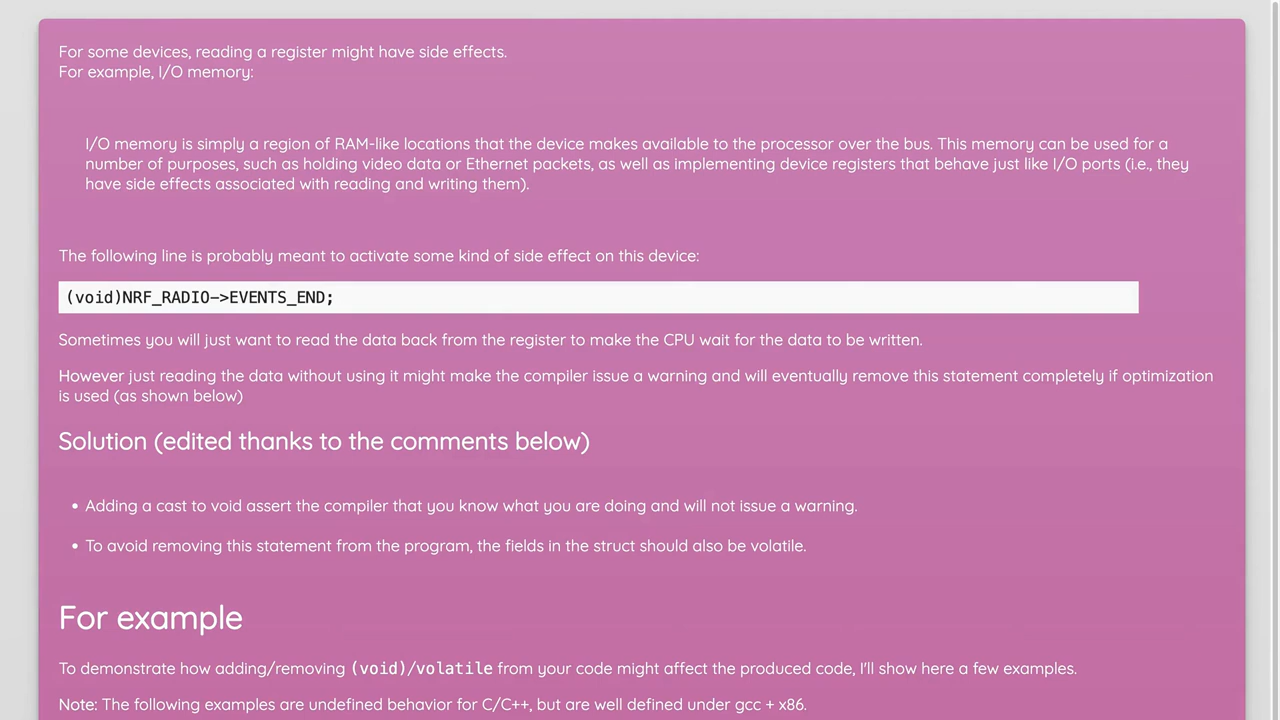 For some devices, reading a register might have side effects.
For example, I/O memory:
I/O memory is simply a region of RAM-like locations that the device makes available to the processor over the bus. This memory can be used for a
number of purposes, such as holding video data or Ethernet packets, as well as implementing device registers that behave just like I/O ports (i.e., they
have side effects associated with reading and writing them).
The following line is probably meant to activate some kind of side effect on this device:
(void)NRF_RADIO->EVENTS_END;
Sometimes you will just want to read the data back from the register to make the CPU wait for the data to be written.
However just reading the data without using it might make the compiler issue a warning and will eventually remove this statement completely if optimization
is used (as shown below)
Solution (edited thanks to the comments below)
• Adding a cast to void assert the compiler that you know what you are doing and will not issue a warning.
• To avoid removing this statement from the program, the fields in the struct should also be volatile.
For example
To demonstrate how adding/removing (void)/volatile from your code might affect the produced code, I'll show here a few examples.
Note: The following examples are undefined behavior for C/C++, but are well defined under gcc + x86.